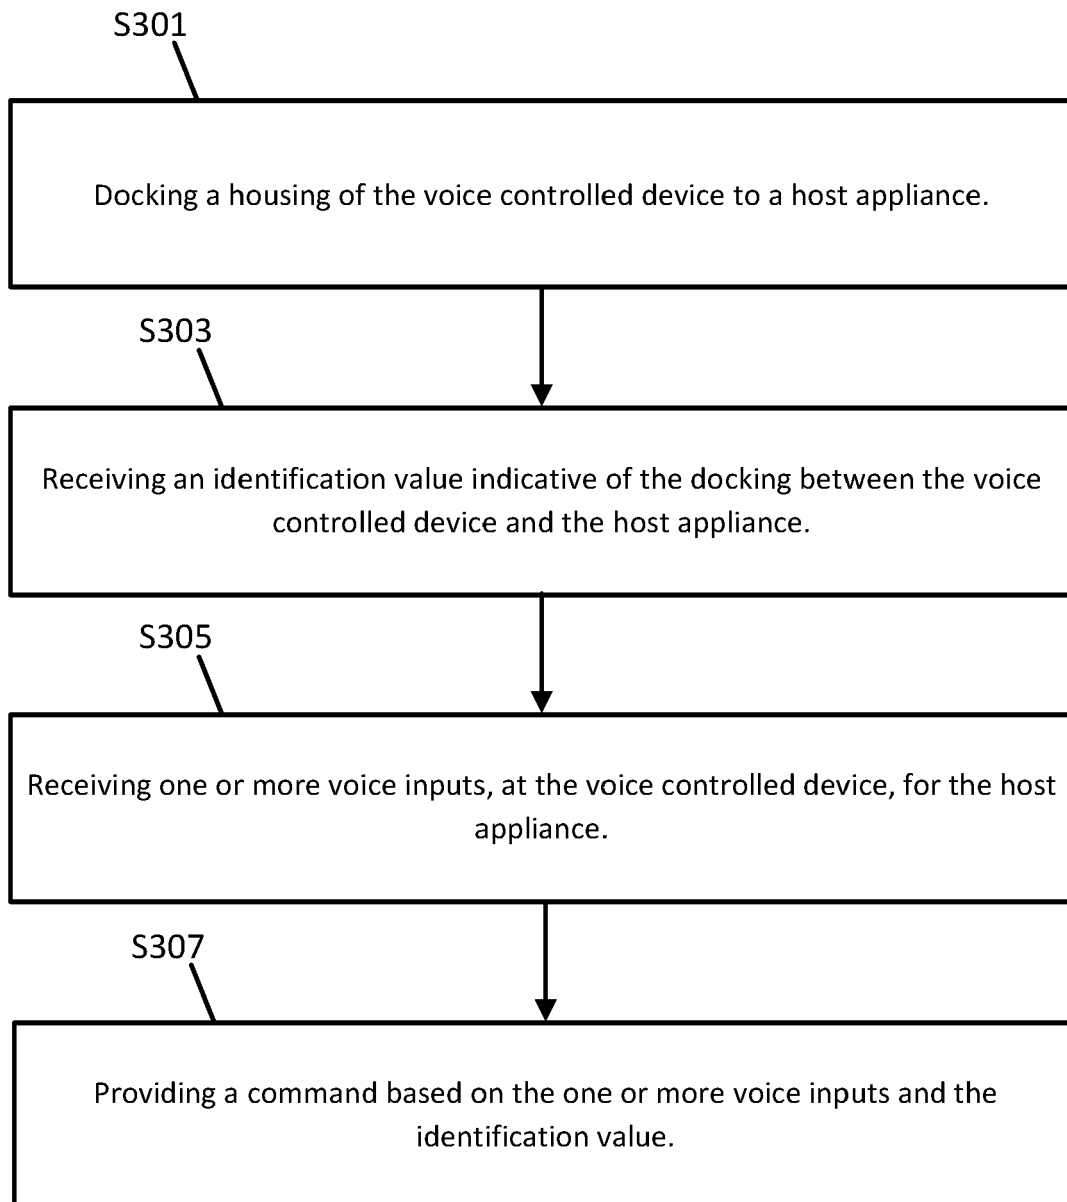 S301
Docking a housing of the voice controlled device to a host appliance.
S303
Receiving an identification value indicative of the docking between the voice
controlled device and the host appliance.
S305
Receiving one or more voice inputs, at the voice controlled device, for the host
appliance.
S307
Providing a command based on the one or more voice inputs and the
identification value.